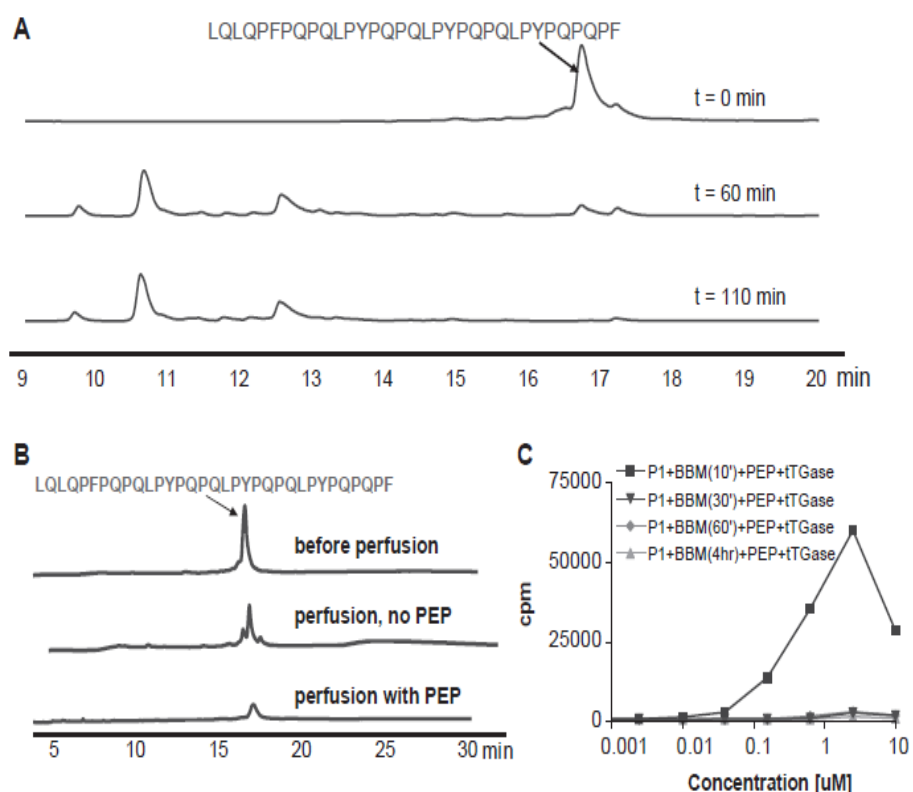 A
LQLQPFPQPQLPYPQPQLPYPQPQLPYPQPQPF
t = 0 min
t = 60 min
t = 110 min
9 10 11 12 13 14 15 16 17 18 19 20 min
B
LQLQPFPQPQLPYPQPQLPYPQPQLPYPQPQPF
before perfusion
perfusion, no PEP
perfusion with PEP
5 10 15 20 25 30 min
C
P1+BBM(10')+PEP+tTGase
P1+BBM(30')+PEP+tTGase
P1+BBM(60')+PEP+tTGase
P1+BBM(4hr)+PEP+tTGase
75000
50000
25000
0
cpm
0.001 0.01 0.1 1 10
Concentration [uM]